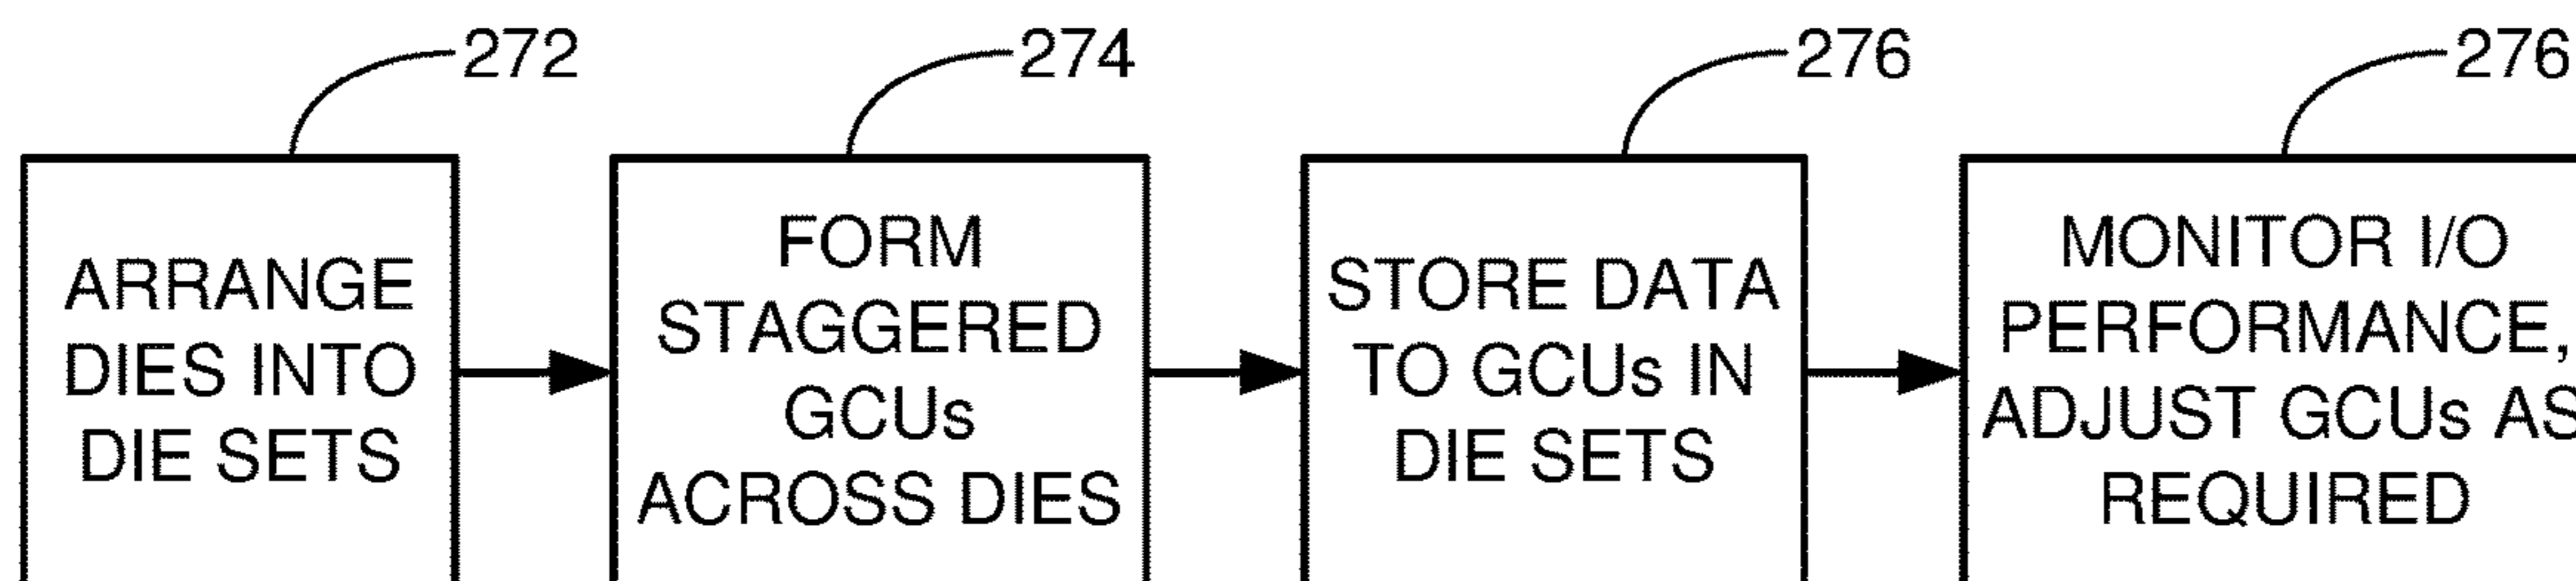 272
274
276
276
ARRANGE
DIES INTO
DIE SETS
FORM
STAGGERED
GCUs
ACROSS DIES
STORE DATA
TO GCUs IN
DIE SETS
MONITOR I/O
PERFORMANCE,
ADJUST GCUs AS
REQUIRED